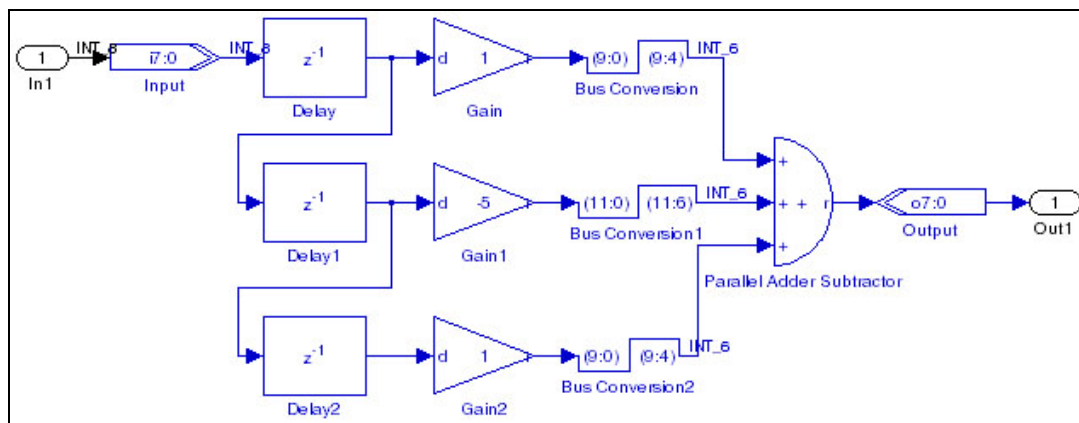 1
In1
INT_8
i7:0
Input
INT_8
z-1
Delay
d
1
Gain
(9:0)
(9:4)
Bus Conversion
INT_6
z-1
Delay1
d
-5
Gain1
(11:0)
(11:6)
Bus Conversion1
INT_6
+
+ + r
+
Parallel Adder Subtractor
o7:0
Output
1
Out1
z-1
Delay2
d
1
Gain2
(9:0)
(9:4)
Bus Conversion2
INT_6